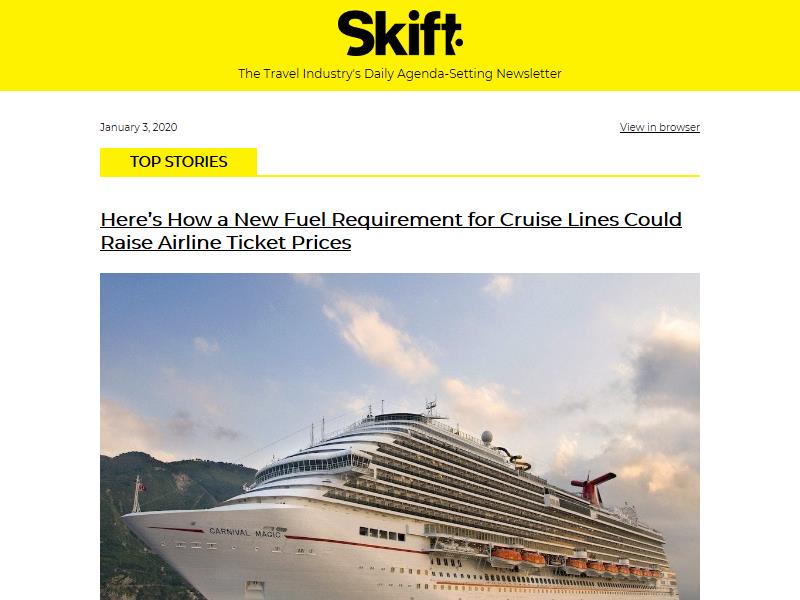 Skift
The Travel Industry's Daily Agenda-Setting Newsletter
January 3, 2020
View in browser
TOP STORIES
Here’s How a New Fuel Requirement for Cruise Lines Could
Raise Airline Ticket Prices
CARNIVAL MAGIC